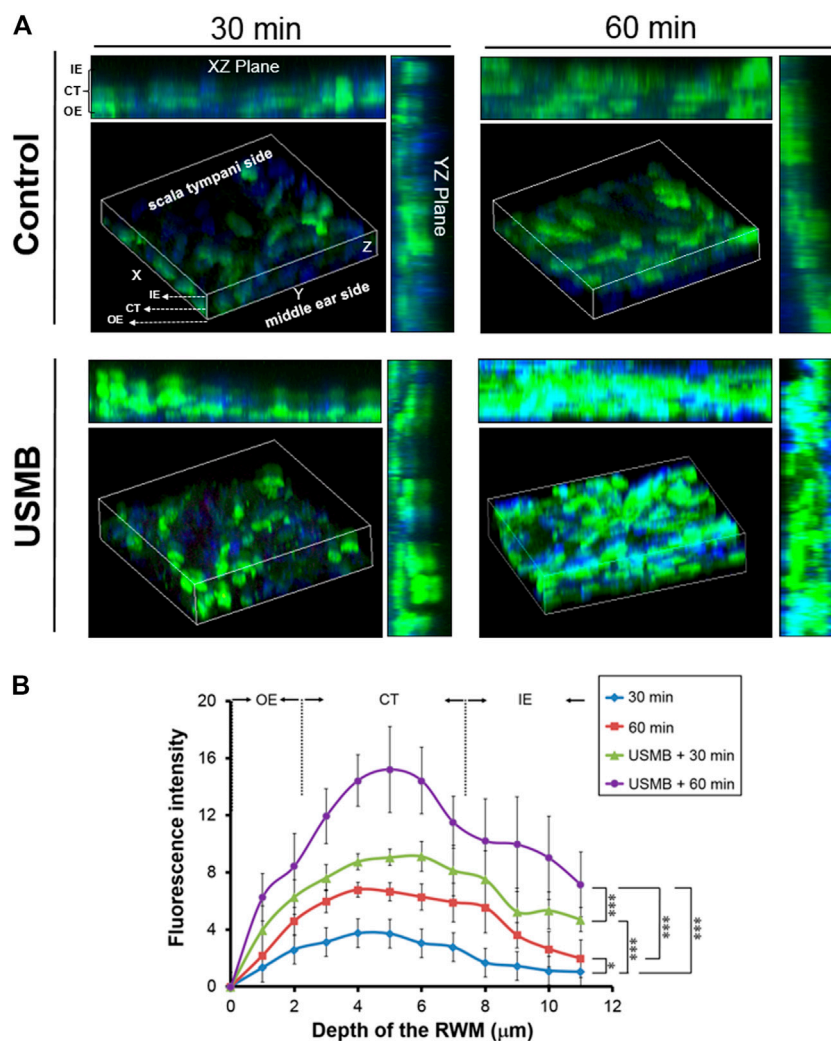 A
30 min
60 min
Control
IE
CT
OE
XZ Plane
YZ Plane
scala tympani side
X
Y
Z
IE
CT
OE
middle ear side
USMB
B
20
16
12
8
4
0
Fluorescence intensity
OE
CT
IE
30 min
60 min
USMB + 30 min
USMB + 60 min
***
***
***
***
*
0 2 4 6 8 10 12
Depth of the RWM (μm)